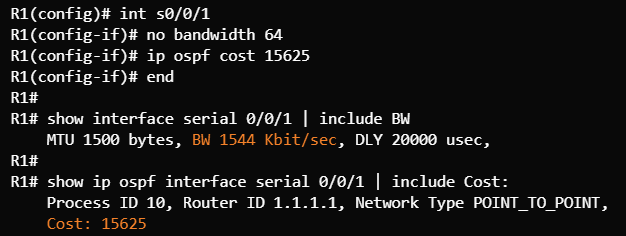 R1(config)# int s0/0/1
R1(config-if)# no bandwidth 64
R1(config-if)# ip ospf cost 15625
R1(config-if)# end
R1#
R1# show interface serial 0/0/1 | include BW
MTU 1500 bytes, BW 1544 Kbit/sec, DLY 20000 usec,
R1#
R1# show ip ospf interface serial 0/0/1 | include Cost:
Process ID 10, Router ID 1.1.1.1, Network Type POINT_TO_POINT,
Cost: 15625